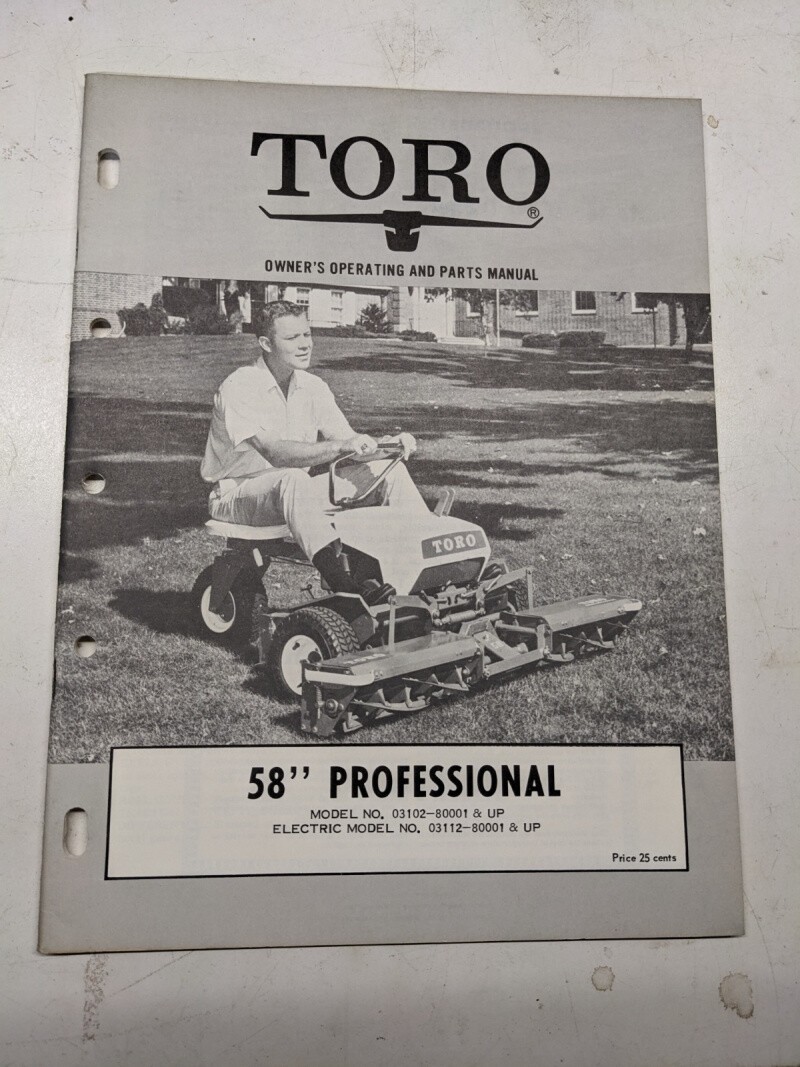 TORO
®
OWNER'S OPERATING AND PARTS MANUAL
TORO
58" PROFESSIONAL
MODEL NO. 03102-80001 & UP
ELECTRIC MODEL NO. 03112-80001 & UP
Price 25 cents